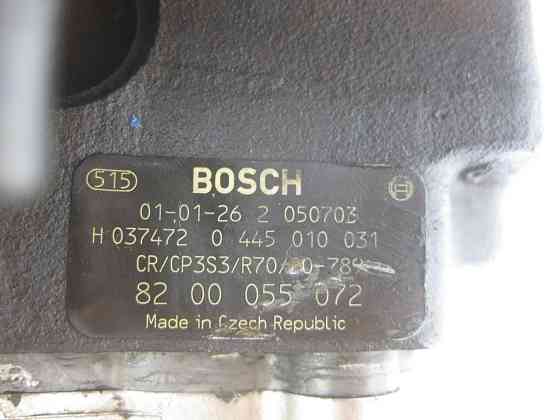 515 BOSCH
01-01-26 2 050703
H 037472 0 445 010 031
CR/CP3S3/R70/20-789
82 00 055 072
Made in Czech Republic